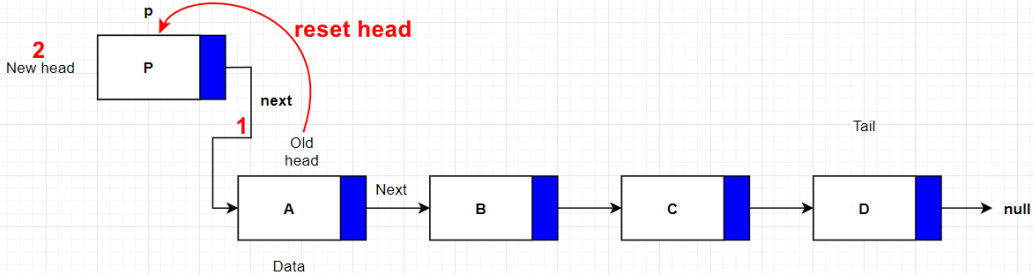 p
reset head
2
New head
P
next
1
Old
head
Tail
Next
A
B
C
D
null
Data